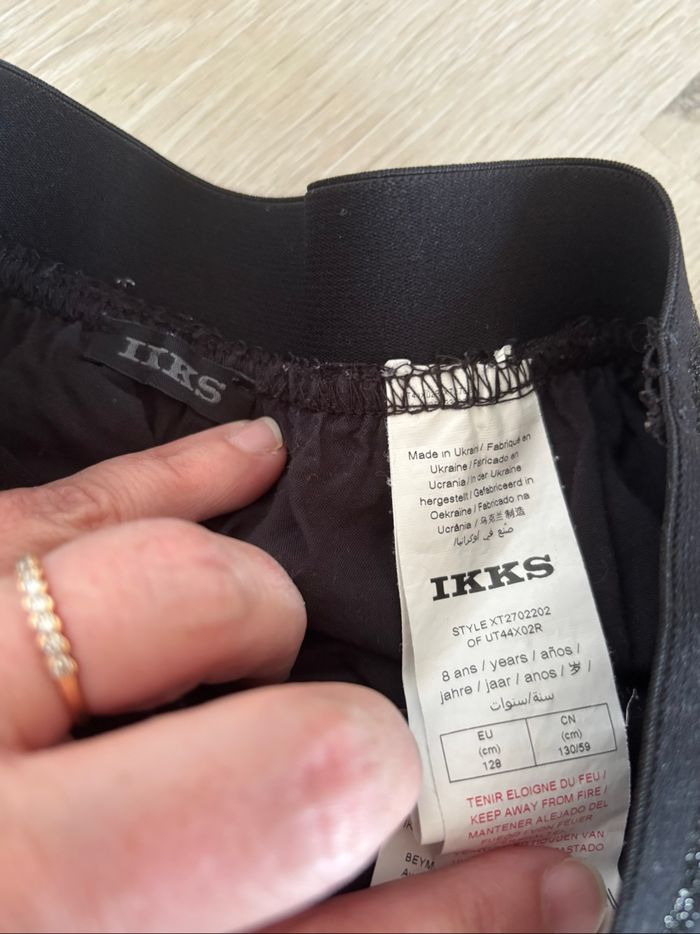 IKKS
Made in Ukrain / Fabriqué en
Ukraine / Fabricado en
Ucrania / In der Ukraine
hergestellt / Gefabriceerd in
Oekraïne / Fabricado na
Ucrânia / 乌克兰制造
صنع في أوكرانيا/
IKKS
STYLE XT2702202
OF UT44X02R
8 ans / years / años /
jahre / jaar / anos / 岁 /
سنة/سنوات
EU
(cm)
128
CN
(cm)
130/59
TENIR ELOIGNE DU FEU /
KEEP AWAY FROM FIRE /
MANTENER ALEJADO DEL
HOUDEN VAN
BEYM